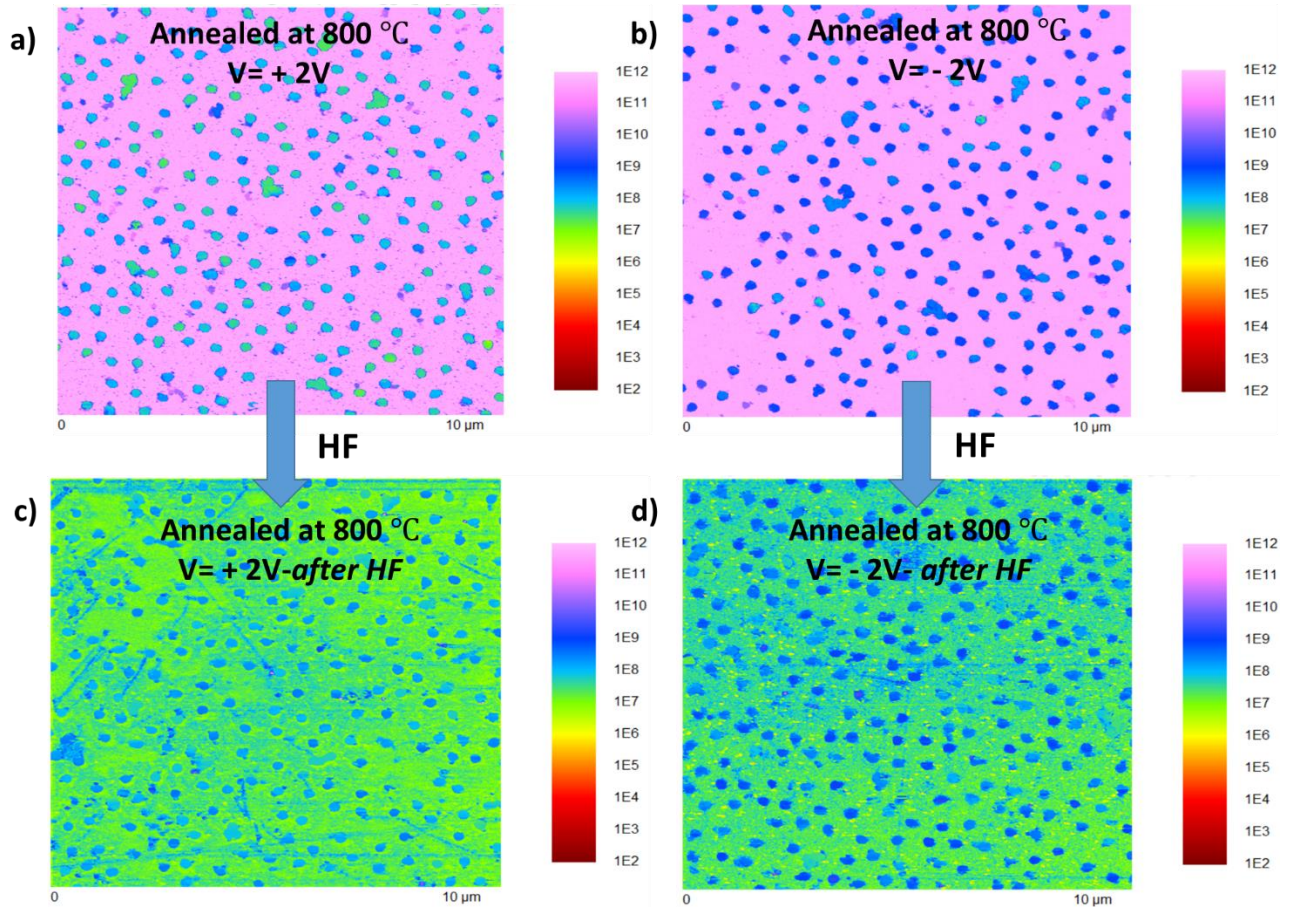 a)
Annealed at 800 ℃
V= + 2V
1E12
1E11
1E10
1E9
1E8
1E7
1E6
1E5
1E4
1E3
1E2
0
10 µm
b)
Annealed at 800 ℃
V= - 2V
1E12
1E11
1E10
1E9
1E8
1E7
1E6
1E5
1E4
1E3
1E2
0
10 µm
HF
HF
c)
Annealed at 800 ℃
V= + 2V-after HF
1E12
1E11
1E10
1E9
1E8
1E7
1E6
1E5
1E4
1E3
1E2
0
10 µm
d)
Annealed at 800 ℃
V= - 2V- after HF
1E12
1E11
1E10
1E9
1E8
1E7
1E6
1E5
1E4
1E3
1E2
0
10 µm